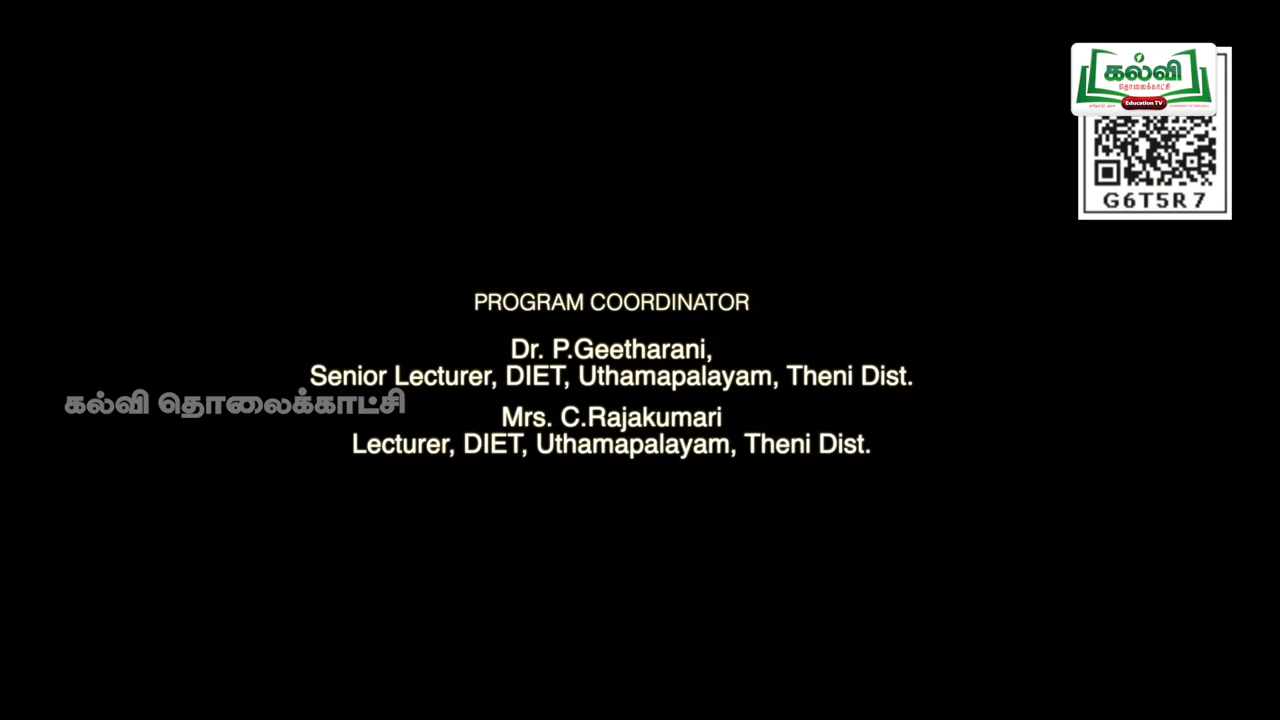 கல்வி
தொலைக்காட்சி
Education TV
G6T5R7
PROGRAM COORDINATOR
Dr. P.Geetharani,
Senior Lecturer, DIET, Uthamapalayam, Theni Dist.
கல்வி தொலைக்காட்சி
Mrs. C.Rajakumari
Lecturer, DIET, Uthamapalayam, Theni Dist.